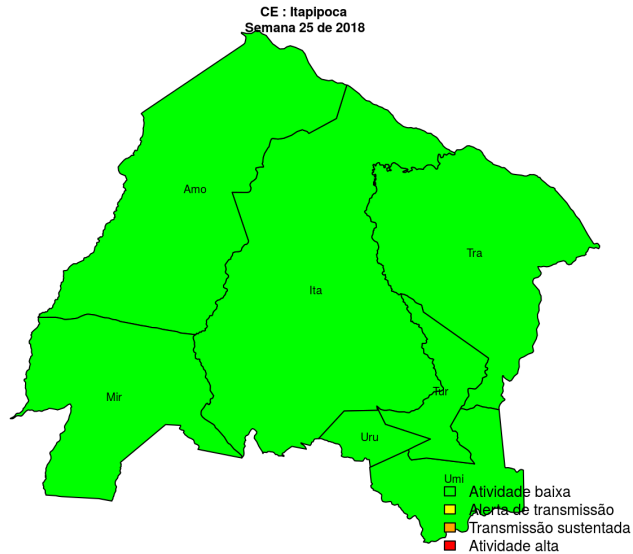 CE : Itapipoca
Semana 25 de 2018
Amo
Tra
Ita
Tur
Mir
Uru
Umi
Atividade baixa
Alerta de transmissão
Transmissão sustentada
Atividade alta